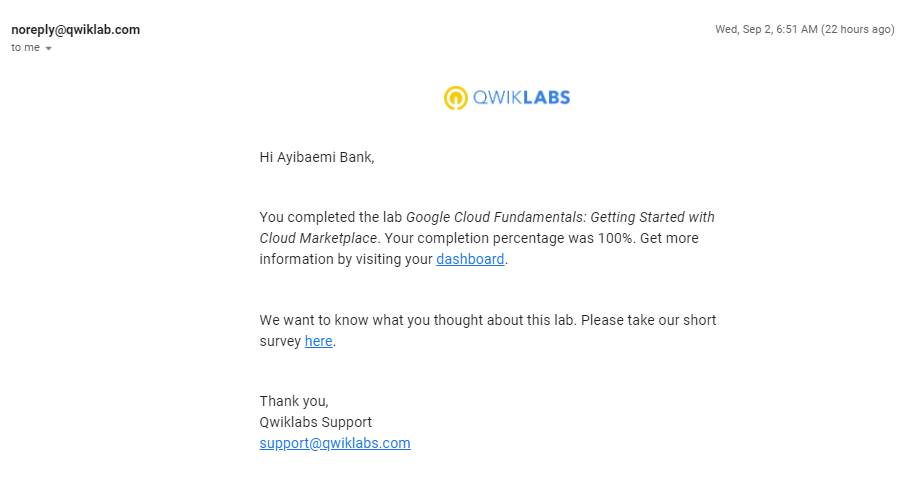 noreply@qwiklab.com
Wed, Sep 2, 6:51 AM (22 hours ago)
to me
QWIKLABS
Hi Ayibaemi Bank,
You completed the lab Google Cloud Fundamentals: Getting Started with
Cloud Marketplace. Your completion percentage was 100%. Get more
information by visiting your dashboard.
We want to know what you thought about this lab. Please take our short
survey here.
Thank you,
Qwiklabs Support
support@qwiklabs.com